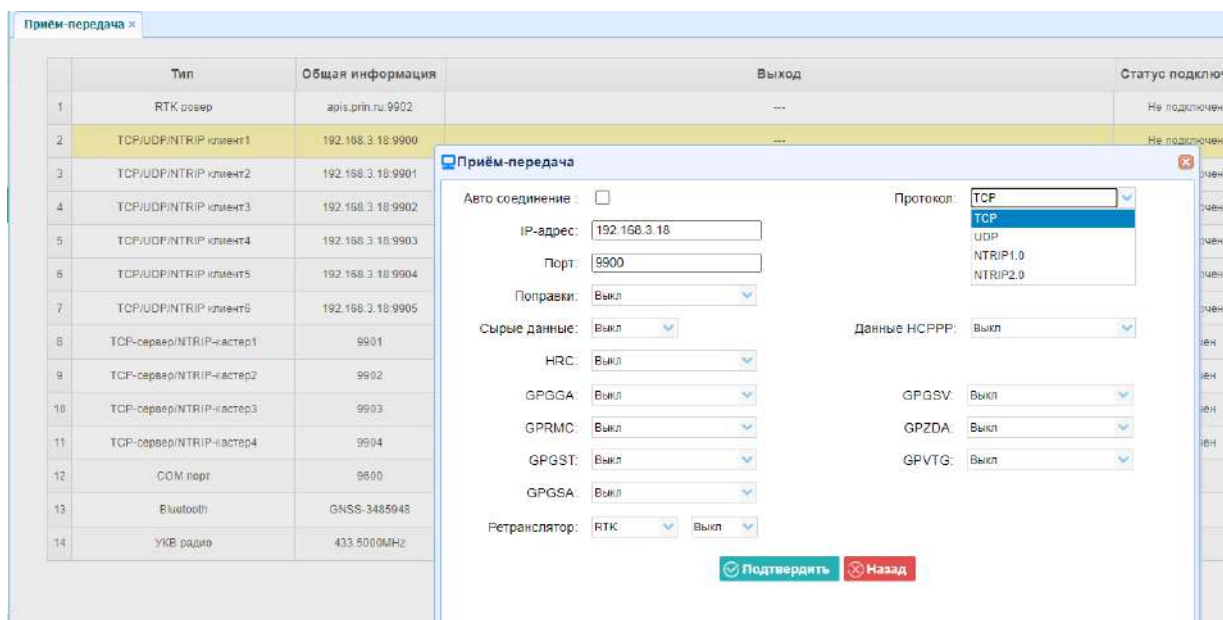 Приём-передача ×
Тип Общая информация Выход Статус подклю
1 RTK ровер apis.prin.ru:9902 --- Не подключен
2 TCP/UDP/NTRIP клиент1 192.168.3.18:9900 --- Не подключен
3 TCP/UDP/NTRIP клиент2 192.168.3.18:9901
4 TCP/UDP/NTRIP клиент3 192.168.3.18:9902
5 TCP/UDP/NTRIP клиент4 192.168.3.18:9903
6 TCP/UDP/NTRIP клиент5 192.168.3.18:9904
7 TCP/UDP/NTRIP клиент6 192.168.3.18:9905
8 TCP-сервер/NTRIP-кастер1 9901
9 TCP-сервер/NTRIP-кастер2 9902
10 TCP-сервер/NTRIP-кастер3 9903
11 TCP-сервер/NTRIP-кастер4 9904
12 COM порт 9600
13 Bluetooth GNSS-3485948
14 УКВ радио 433.5000MHz
Приём-передача
Авто соединение : Протокол: TCP
TCP
UDP
NTRIP1.0
NTRIP2.0
IP-адрес: 192.168.3.18
Порт: 9900
Поправки: Выкл
Сырые данные: Выкл Данные HCPPP: Выкл
HRC: Выкл
GPGGA: Выкл GPGSV: Выкл
GPRMC: Выкл GPZDA: Выкл
GPGST: Выкл GPVTG: Выкл
GPGSA: Выкл
Ретранслятор: RTK Выкл
Подтвердить Назад